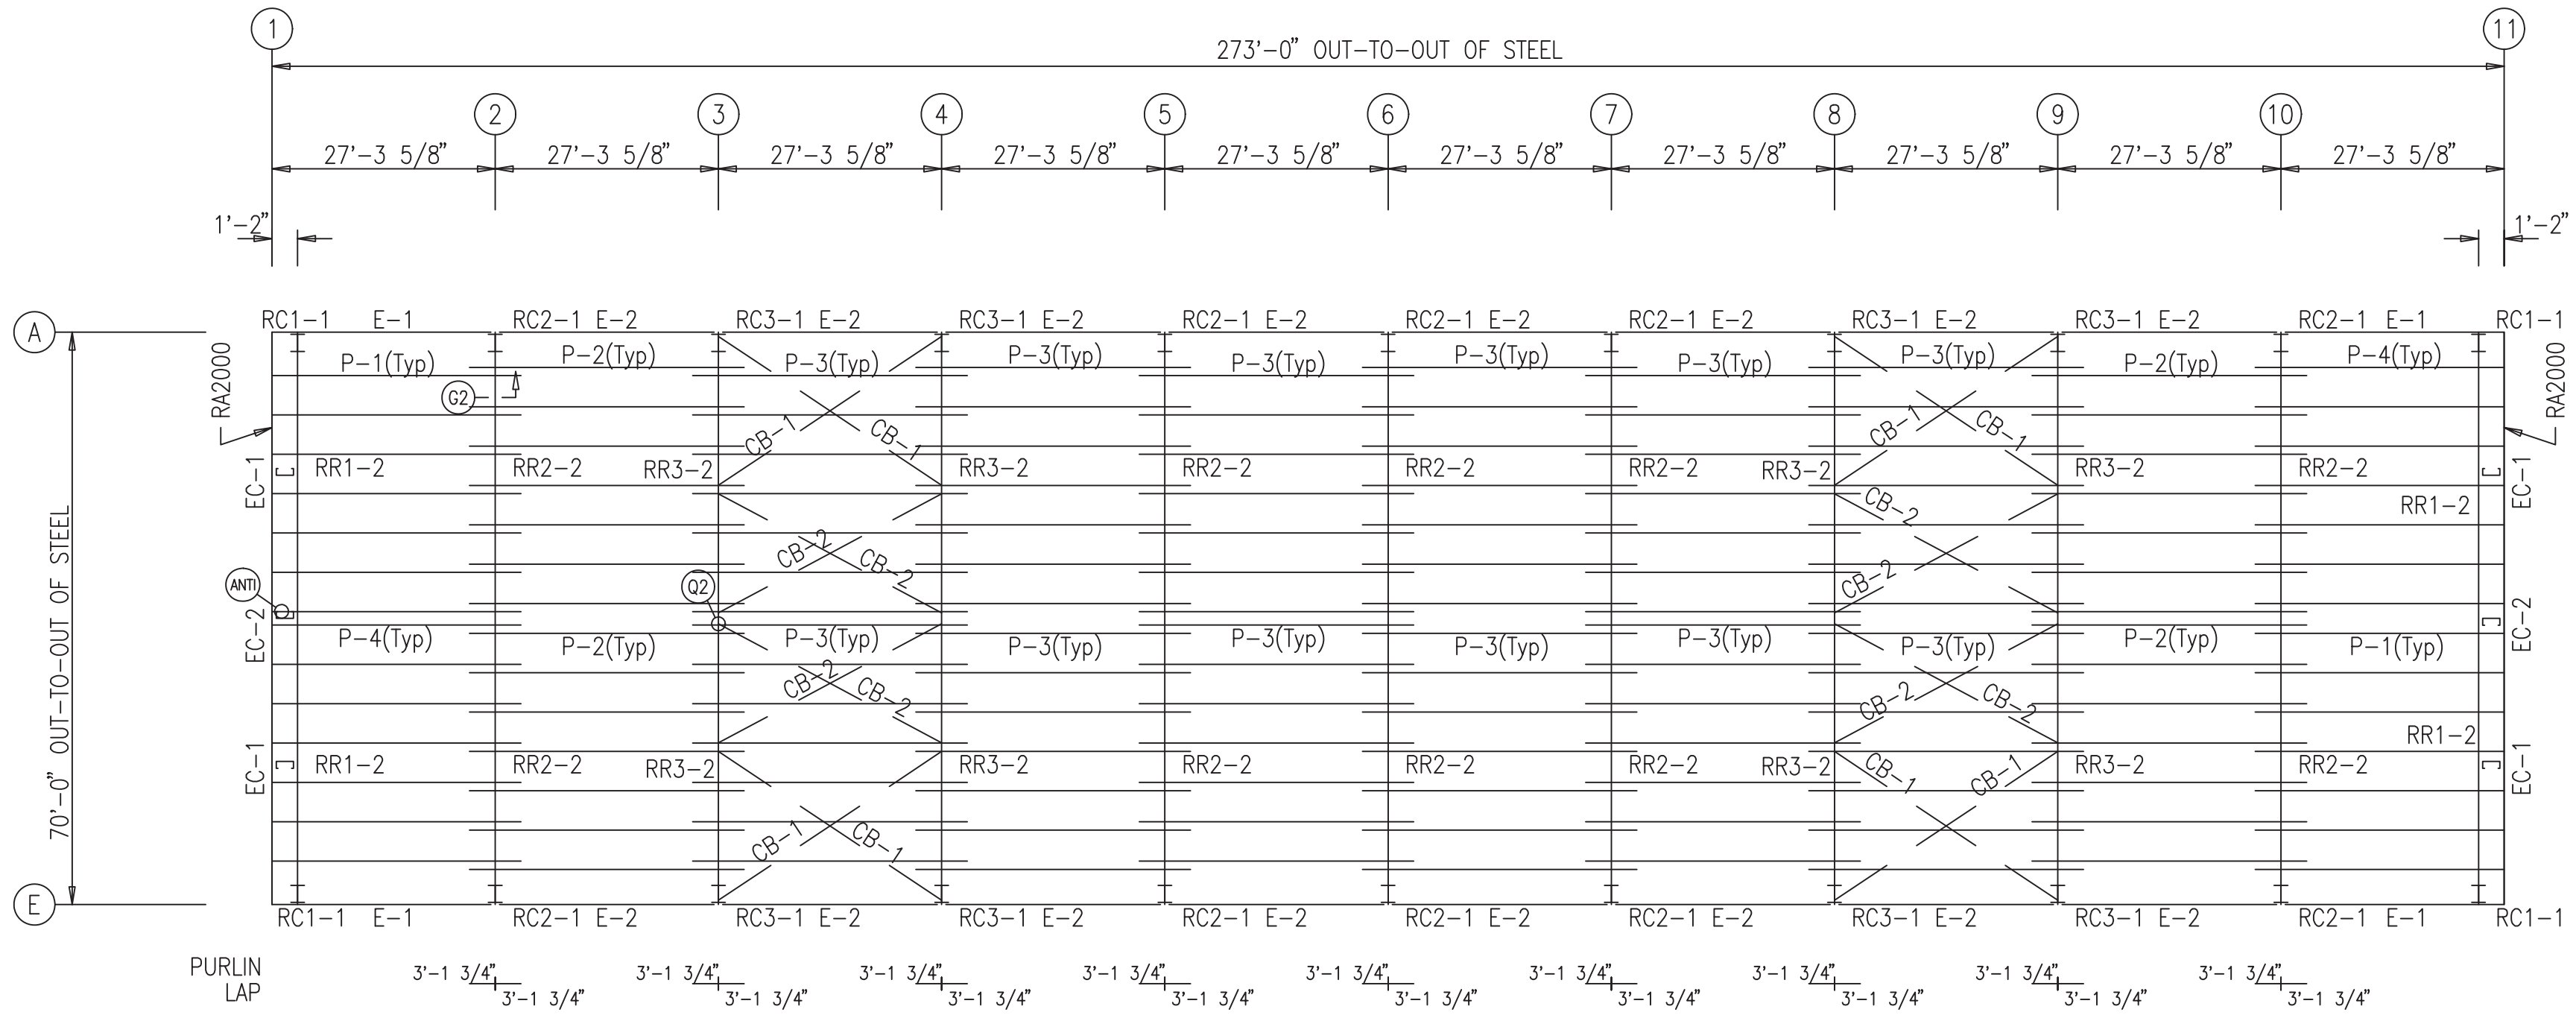 1 11
273'-0" OUT-TO-OUT OF STEEL
2 3 4 5 6 7 8 9 10
27'-3 5/8" 27'-3 5/8" 27'-3 5/8" 27'-3 5/8" 27'-3 5/8" 27'-3 5/8" 27'-3 5/8" 27'-3 5/8" 27'-3 5/8" 27'-3 5/8"
1'-2" 1'-2"
A
RC1-1 E-1 RC2-1 E-2 RC3-1 E-2 RC3-1 E-2 RC2-1 E-2 RC2-1 E-2 RC2-1 E-2 RC3-1 E-2 RC3-1 E-2 RC2-1 E-1 RC1-1
P-1(Typ) P-2(Typ) P-3(Typ) P-3(Typ) P-3(Typ) P-3(Typ) P-3(Typ) P-3(Typ) P-2(Typ) P-4(Typ)
RA2000 RA2000
G2
CB-1 CB-1 CB-1 CB-1
EC-1 RR1-2 RR2-2 RR3-2 RR3-2 RR2-2 RR2-2 RR2-2 RR3-2 RR3-2 RR2-2 EC-1
CB-2 RR1-2
70'-0" OUT-TO-OUT OF STEEL
CB-2 CB-2 CB-2
ANTI Q2
EC-2 EC-2
P-4(Typ) P-2(Typ) P-3(Typ) P-3(Typ) P-3(Typ) P-3(Typ) P-3(Typ) P-3(Typ) P-2(Typ) P-1(Typ)
CB-2 CB-2 CB-2 CB-2
RR1-2
EC-1 RR1-2 RR2-2 RR3-2 RR3-2 RR2-2 RR2-2 RR2-2 RR3-2 RR3-2 RR2-2 EC-1
CB-1 CB-1
CB-1 CB-1
E
RC1-1 E-1 RC2-1 E-2 RC3-1 E-2 RC3-1 E-2 RC2-1 E-2 RC2-1 E-2 RC2-1 E-2 RC3-1 E-2 RC3-1 E-2 RC2-1 E-1 RC1-1
PURLIN
LAP
3'-1 3/4" 3'-1 3/4" 3'-1 3/4" 3'-1 3/4" 3'-1 3/4" 3'-1 3/4" 3'-1 3/4" 3'-1 3/4" 3'-1 3/4"
3'-1 3/4" 3'-1 3/4" 3'-1 3/4" 3'-1 3/4" 3'-1 3/4" 3'-1 3/4" 3'-1 3/4" 3'-1 3/4" 3'-1 3/4"